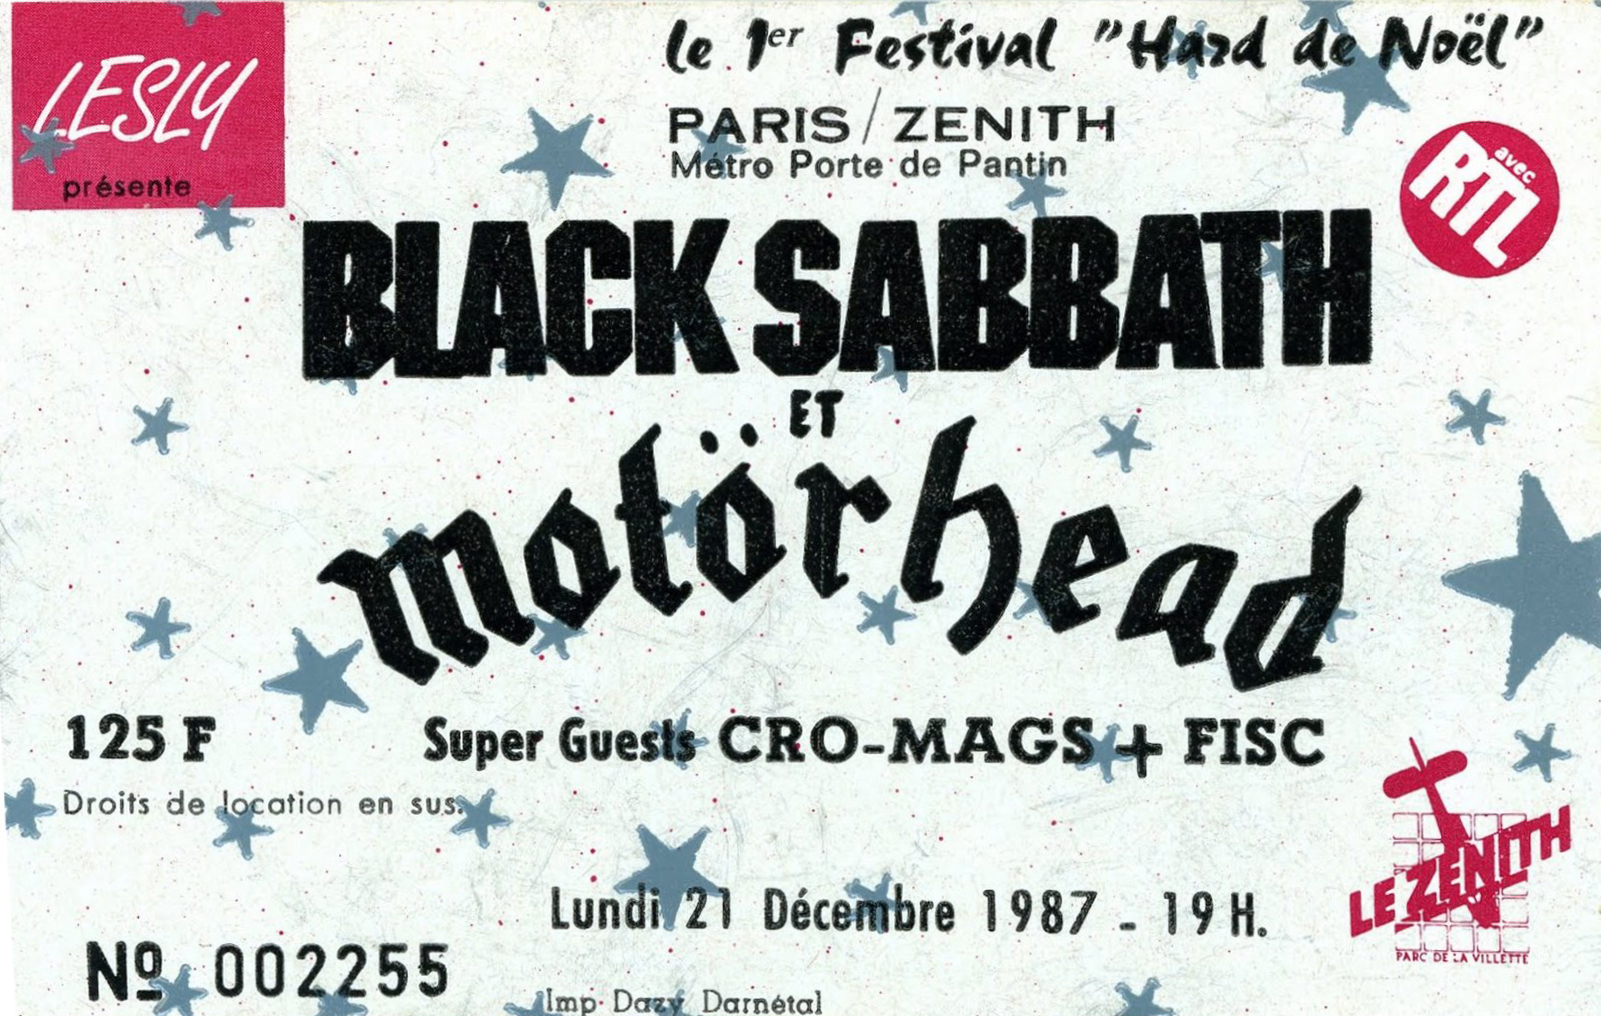 LESLY
présente
le 1er Festival "Hard de Noël"
PARIS/ZENITH
Métro Porte de Pantin
avec
RTL
BLACK SABBATH
ET
motörhead
125 F
Super Guests CRO-MAGS + FISC
Droits de location en sus.
Lundi 21 Décembre 1987 - 19 H.
LE ZENITH
PARC DE LA VILLETTE
Nº 002255
Imp. Dazy Darnétal